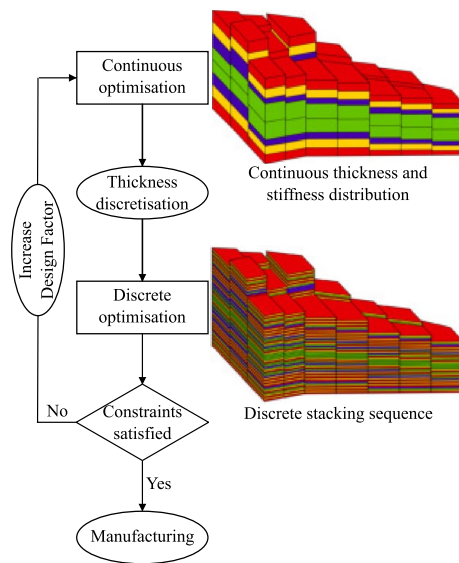 Continuous
optimisation
Continuous thickness and
stiffness distribution
Thickness
discretisation
Increase
Design Factor
Discrete
optimisation
Discrete stacking sequence
Constraints
satisfied
No
Yes
Manufacturing